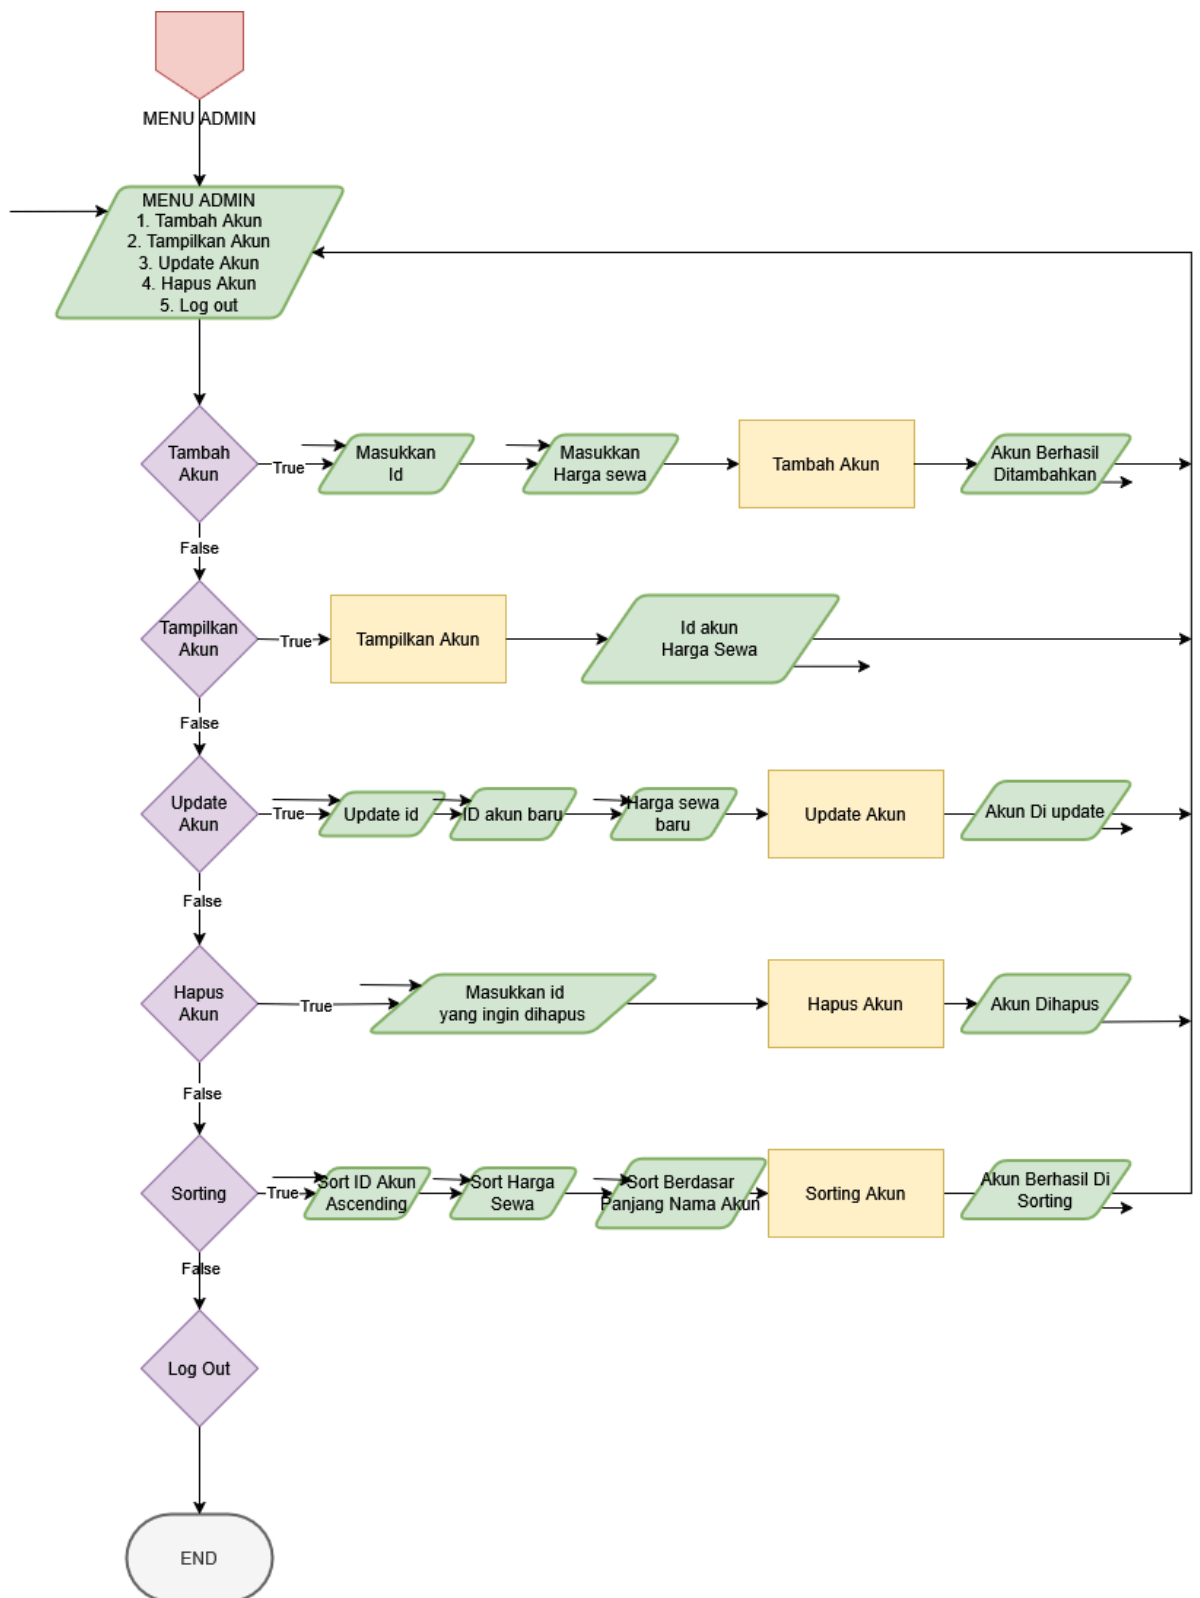 MENU ADMIN
MENU ADMIN
1. Tambah Akun
2. Tampilkan Akun
3. Update Akun
4. Hapus Akun
5. Log out
Tambah
Akun
True
Masukkan
Id
Masukkan
Harga sewa
Tambah Akun
Akun Berhasil
Ditambahkan
False
Tampilkan
Akun
True
Tampilkan Akun
Id akun
Harga Sewa
False
Update
Akun
True
Update id
ID akun baru
Harga sewa
baru
Update Akun
Akun Di update
False
Hapus
Akun
True
Masukkan id
yang ingin dihapus
Hapus Akun
Akun Dihapus
False
Sorting
True
Sort ID Akun
Ascending
Sort Harga
Sewa
Sort Berdasar
Panjang Nama Akun
Sorting Akun
Akun Berhasil Di
Sorting
False
Log Out
END